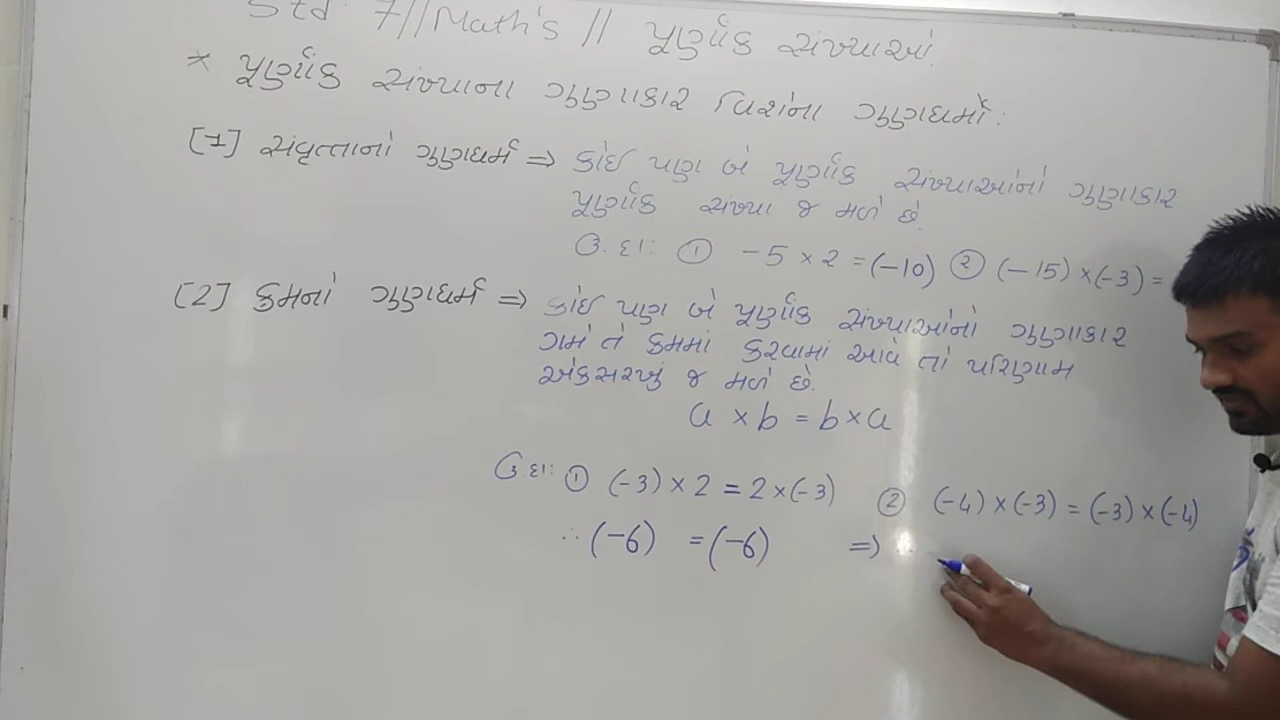 Std 7 // Math's // પૂર્ણાંક સંખ્યાઓ.
* પૂર્ણાંક સંખ્યાના ગુણાકાર વિશેના ગુણધર્મો :
[1] સંવૃત્તાનો ગુણધર્મ ⇒ કોઈ પણ બે પૂર્ણાંક સંખ્યાઓનો ગુણાકાર
પૂર્ણાંક સંખ્યા જ મળે છે.
ઉ.દા: ① -5 × 2 = (-10) ② (-15) × (-3) =
[2] ક્રમનો ગુણધર્મ ⇒ કોઈ પણ બે પૂર્ણાંક સંખ્યાઓનો ગુણાકાર
ગમે તે ક્રમમાં કરવામાં આવે તો પરિણામ
એકસરખું જ મળે છે.
a × b = b × a
ઉ.દા: ① (-3) × 2 = 2 × (-3) ② (-4) × (-3) = (-3) × (-4)
∴ (-6) = (-6) ⇒